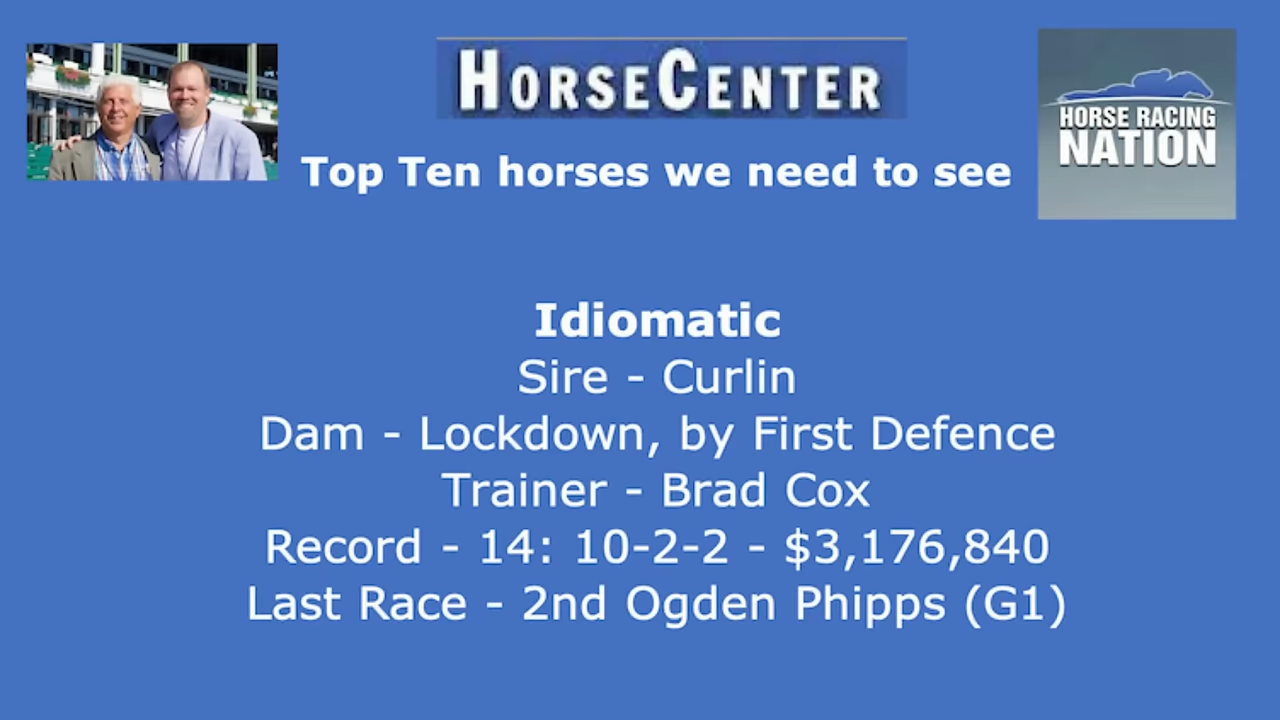 HORSECENTER
HORSE RACING
NATION
Top Ten horses we need to see
Idiomatic
Sire - Curlin
Dam - Lockdown, by First Defence
Trainer - Brad Cox
Record - 14: 10-2-2 - $3,176,840
Last Race - 2nd Ogden Phipps (G1)